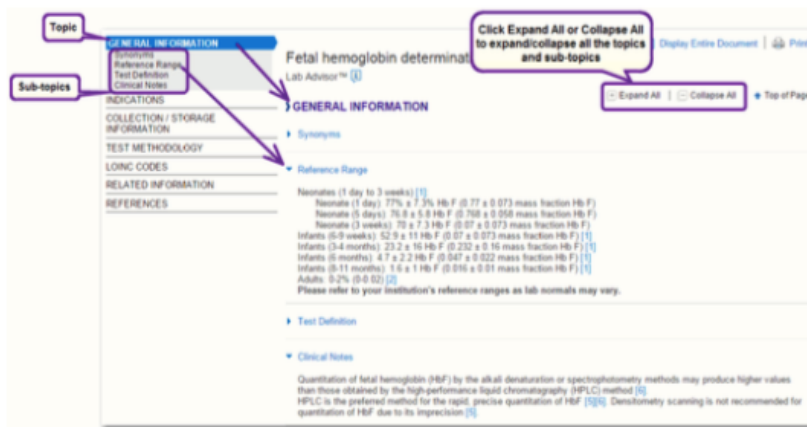 Topic
Click Expand All or Collapse All
to expand/collapse all the topics
and sub-topics
GENERAL INFORMATION
Synonyms
Reference Range
Test Definition
Clinical Notes
Sub-topics
INDICATIONS
COLLECTION / STORAGE
INFORMATION
TEST METHODOLOGY
LOINC CODES
RELATED INFORMATION
REFERENCES
Display Entire Document | Print
Fetal hemoglobin determinat
Lab Advisor™
Expand All | Collapse All Top of Page
GENERAL INFORMATION
Synonyms
Reference Range
Neonates (1 day to 3 weeks) [1]:
Neonate (1 day): 77% ± 7.3% Hb F (0.77 ± 0.073 mass fraction Hb F)
Neonate (5 days): 76.8 ± 5.8 Hb F (0.768 ± 0.058 mass fraction Hb F)
Neonate (3 weeks): 70 ± 7.3 Hb F (0.07 ± 0.073 mass fraction Hb F)
Infants (6-9 weeks): 52.9 ± 11 Hb F (0.07 ± 0.073 mass fraction Hb F) [1]
Infants (3-4 months): 23.2 ± 16 Hb F (0.232 ± 0.16 mass fraction Hb F) [1]
Infants (6 months): 4.7 ± 2.2 Hb F (0.047 ± 0.022 mass fraction Hb F) [1]
Infants (8-11 months): 1.6 ± 1 Hb F (0.016 ± 0.01 mass fraction Hb F) [1]
Adults: 0-2% (0-0.02) [2]
Please refer to your institution's reference ranges as lab normals may vary.
Test Definition
Clinical Notes
Quantitation of fetal hemoglobin (HbF) by the alkali denaturation or spectrophotometry methods may produce higher values
than those obtained by the high-performance liquid chromatography (HPLC) method [6].
HPLC is the preferred method for the rapid, precise quantitation of HbF [5][6]. Densitometry scanning is not recommended for
quantitation of HbF due to its imprecision [5].